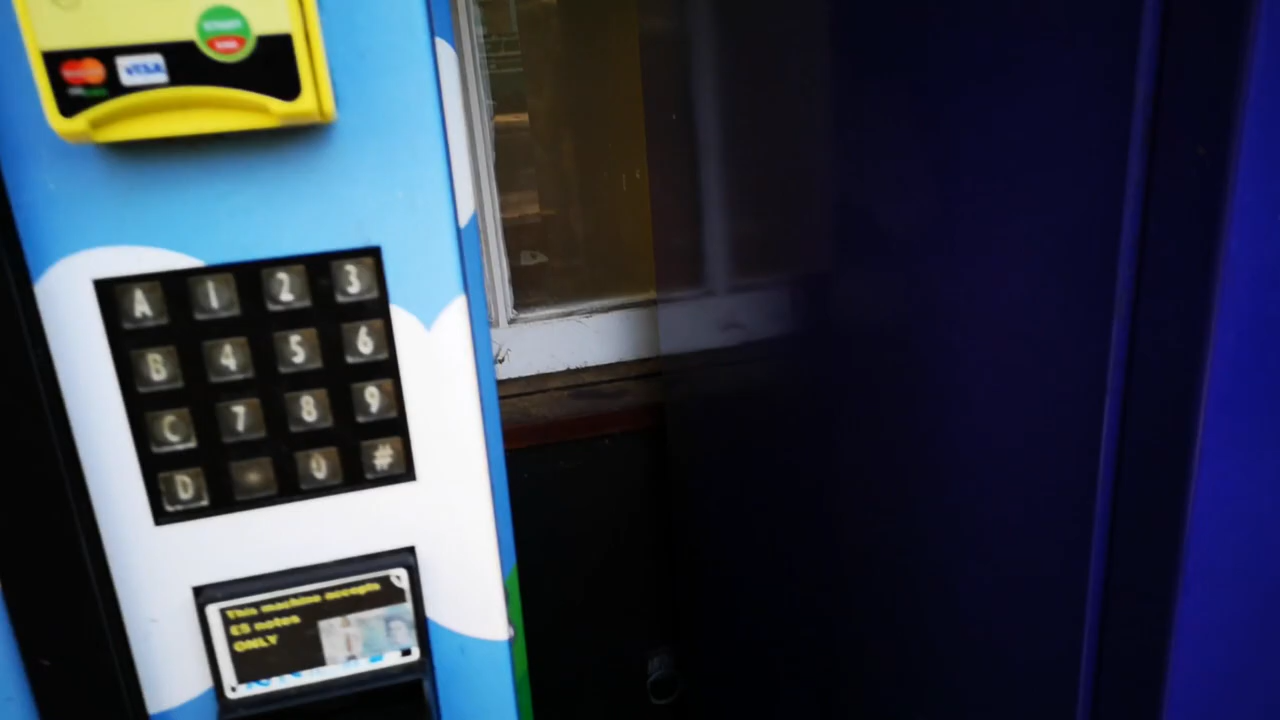 VISA
A 1 2 3
B 4 5 6
C 7 8 9
D 0 #
This machine accepts
£5 notes
ONLY